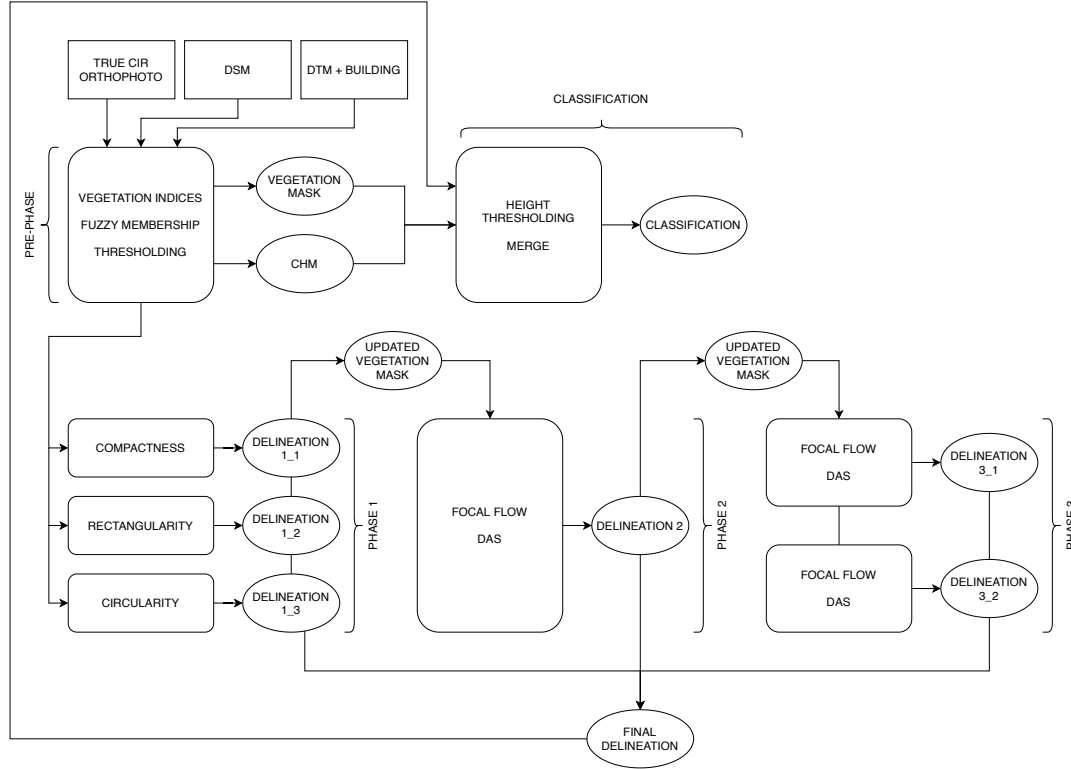 TRUE CIR
ORTHOPHOTO
DSM
DTM + BUILDING
CLASSIFICATION
PRE-PHASE
VEGETATION INDICES
FUZZY MEMBERSHIP
THRESHOLDING
VEGETATION
MASK
CHM
HEIGHT
THRESHOLDING
MERGE
CLASSIFICATION
UPDATED
VEGETATION
MASK
UPDATED
VEGETATION
MASK
COMPACTNESS
DELINEATION
1_1
RECTANGULARITY
DELINEATION
1_2
CIRCULARITY
DELINEATION
1_3
PHASE 1
FOCAL FLOW
DAS
DELINEATION 2
PHASE 2
FOCAL FLOW
DAS
DELINEATION
3_1
FOCAL FLOW
DAS
DELINEATION
3_2
PHASE 3
FINAL
DELINEATION